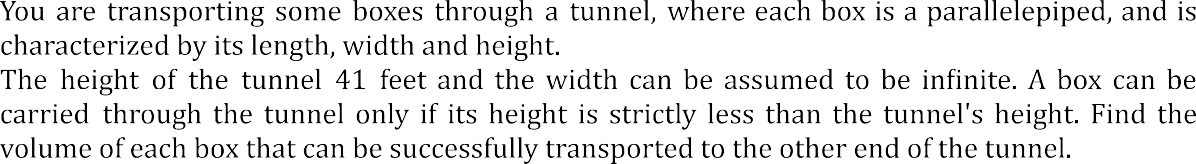 You are transporting some boxes through a tunnel, where each box is a parallelepiped, and is
characterized by its length, width and height.
The height of the tunnel 41 feet and the width can be assumed to be infinite. A box can be
carried through the tunnel only if its height is strictly less than the tunnel's height. Find the
volume of each box that can be successfully transported to the other end of the tunnel.